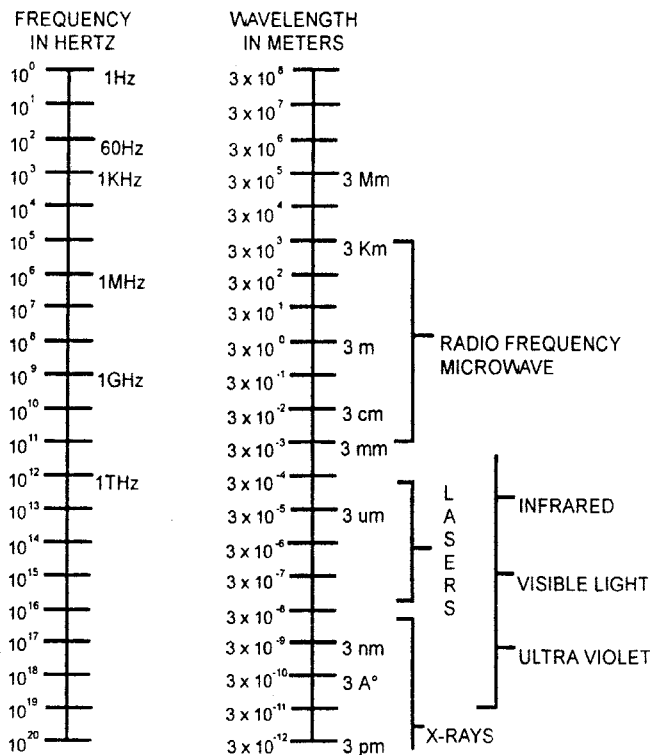 FREQUENCY
IN HERTZ
10⁰ 1Hz
10¹
10² 60Hz
10³ 1KHz
10⁴
10⁵
10⁶ 1MHz
10⁷
10⁸
10⁹ 1GHz
10¹⁰
10¹¹
10¹² 1THz
10¹³
10¹⁴
10¹⁵
10¹⁶
10¹⁷
10¹⁸
10¹⁹
10²⁰
WAVELENGTH
IN METERS
3 x 10⁸
3 x 10⁷
3 x 10⁶
3 x 10⁵ 3 Mm
3 x 10⁴
3 x 10³ 3 Km
3 x 10²
3 x 10¹
3 x 10⁰ 3 m
3 x 10⁻¹
3 x 10⁻² 3 cm
3 x 10⁻³ 3 mm
3 x 10⁻⁴
3 x 10⁻⁵ 3 um
3 x 10⁻⁶
3 x 10⁻⁷
3 x 10⁻⁸
3 x 10⁻⁹ 3 nm
3 x 10⁻¹⁰ 3 A°
3 x 10⁻¹¹
3 x 10⁻¹² 3 pm
RADIO FREQUENCY
MICROWAVE
LASERS
INFRARED
VISIBLE LIGHT
ULTRA VIOLET
X-RAYS